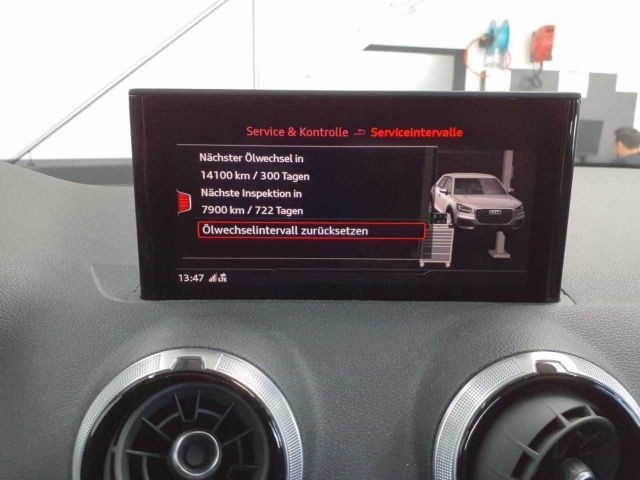 Service & Kontrolle Serviceintervalle
Nächster Ölwechsel in
14100 km / 300 Tagen
Nächste Inspektion in
7900 km / 722 Tagen
Ölwechselintervall zurücksetzen
13:47 LTE